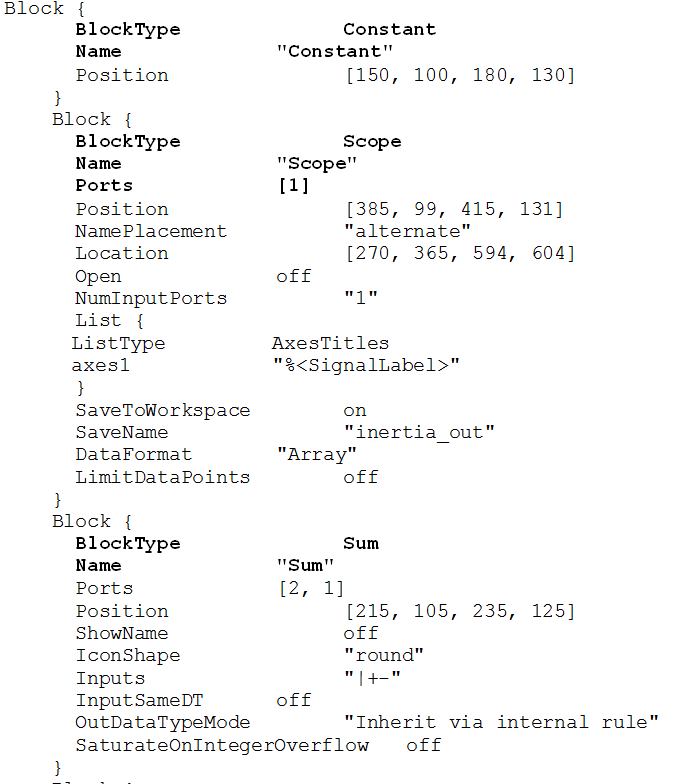 Block {
BlockType Constant
Name "Constant"
Position [150, 100, 180, 130]
}
Block {
BlockType Scope
Name "Scope"
Ports [1]
Position [385, 99, 415, 131]
NamePlacement "alternate"
Location [270, 365, 594, 604]
Open off
NumInputPorts "1"
List {
ListType AxesTitles
axes1 "%<SignalLabel>"
}
SaveToWorkspace on
SaveName "inertia_out"
DataFormat "Array"
LimitDataPoints off
}
Block {
BlockType Sum
Name "Sum"
Ports [2, 1]
Position [215, 105, 235, 125]
ShowName off
IconShape "round"
Inputs "|+-"
InputSameDT off
OutDataTypeMode "Inherit via internal rule"
SaturateOnIntegerOverflow off
}